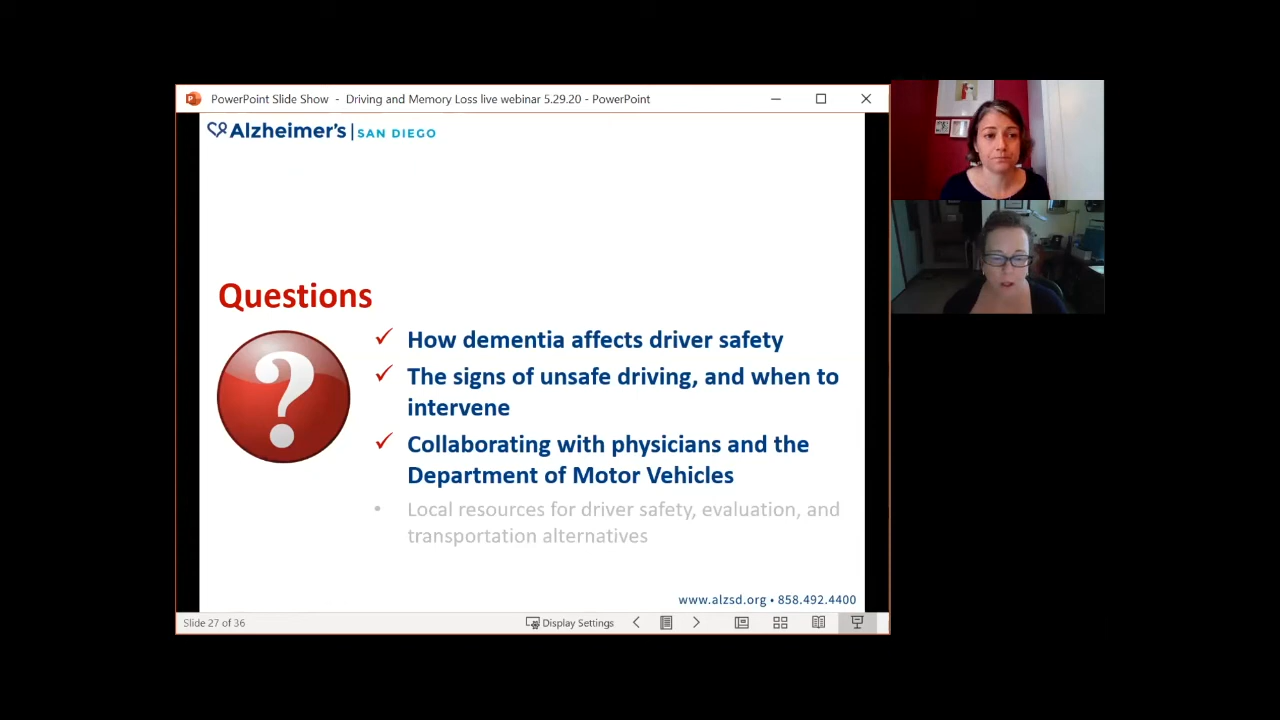 PowerPoint Slide Show - Driving and Memory Loss live webinar 5.29.20 - PowerPoint
Alzheimer's | SAN DIEGO
Questions
?
✓ How dementia affects driver safety
✓ The signs of unsafe driving, and when to
intervene
✓ Collaborating with physicians and the
Department of Motor Vehicles
• Local resources for driver safety, evaluation, and
transportation alternatives
www.alzsd.org • 858.492.4400
Slide 27 of 36
Display Settings